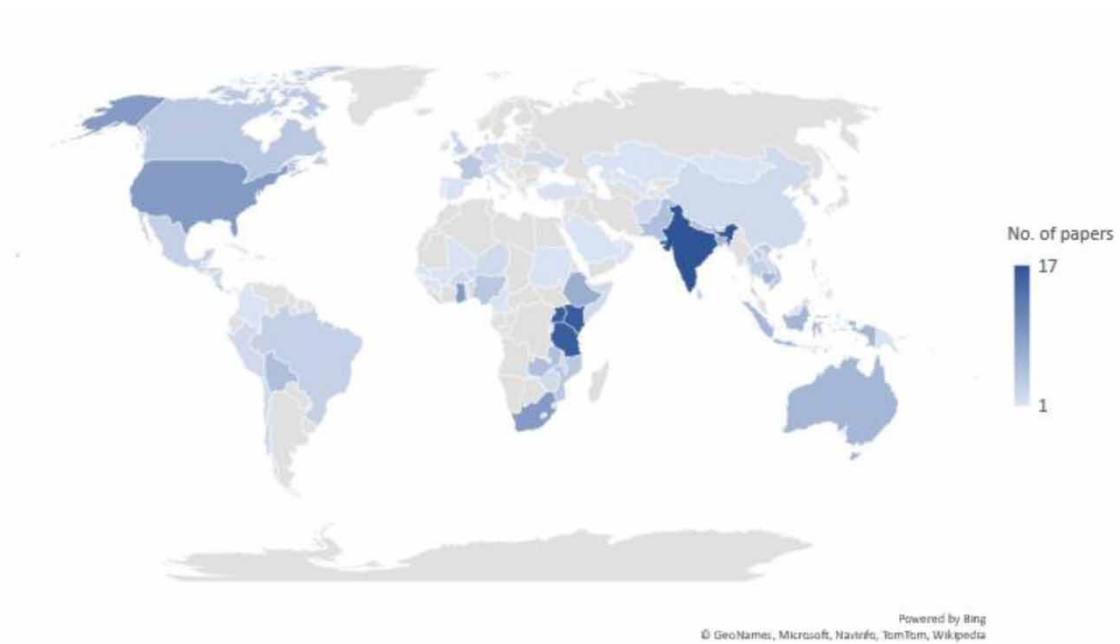 No. of papers
17
1
Powered by Bing
© GeoNames, Microsoft, Navinfo, TomTom, Wikipedia